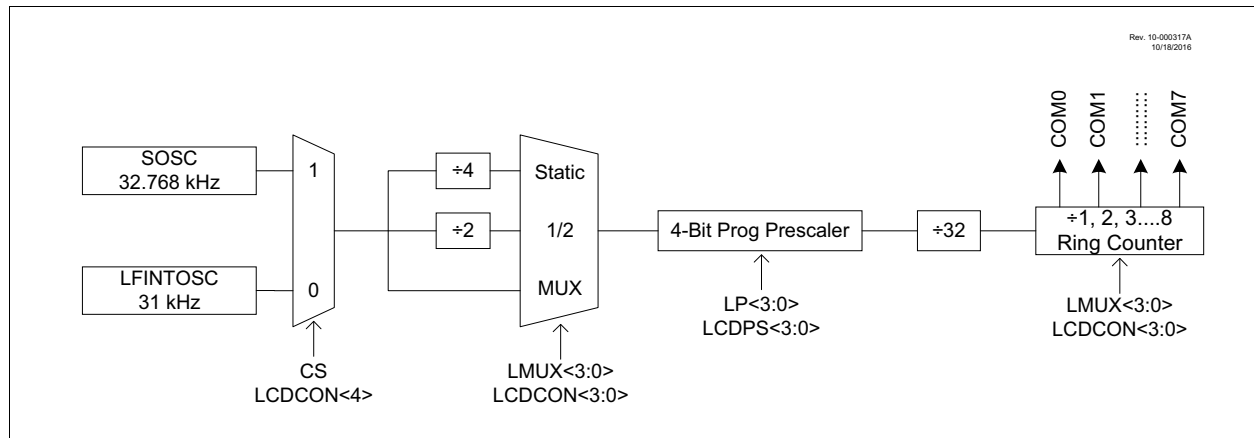 Rev. 10-000317A
10/18/2016
COM0
COM1
COM7
SOSC
32.768 kHz
1
LFINTOSC
31 kHz
0
CS
LCDCON<4>
÷4
÷2
Static
1/2
MUX
LMUX<3:0>
LCDCON<3:0>
4-Bit Prog Prescaler
LP<3:0>
LCDPS<3:0>
÷32
÷1, 2, 3....8
Ring Counter
LMUX<3:0>
LCDCON<3:0>